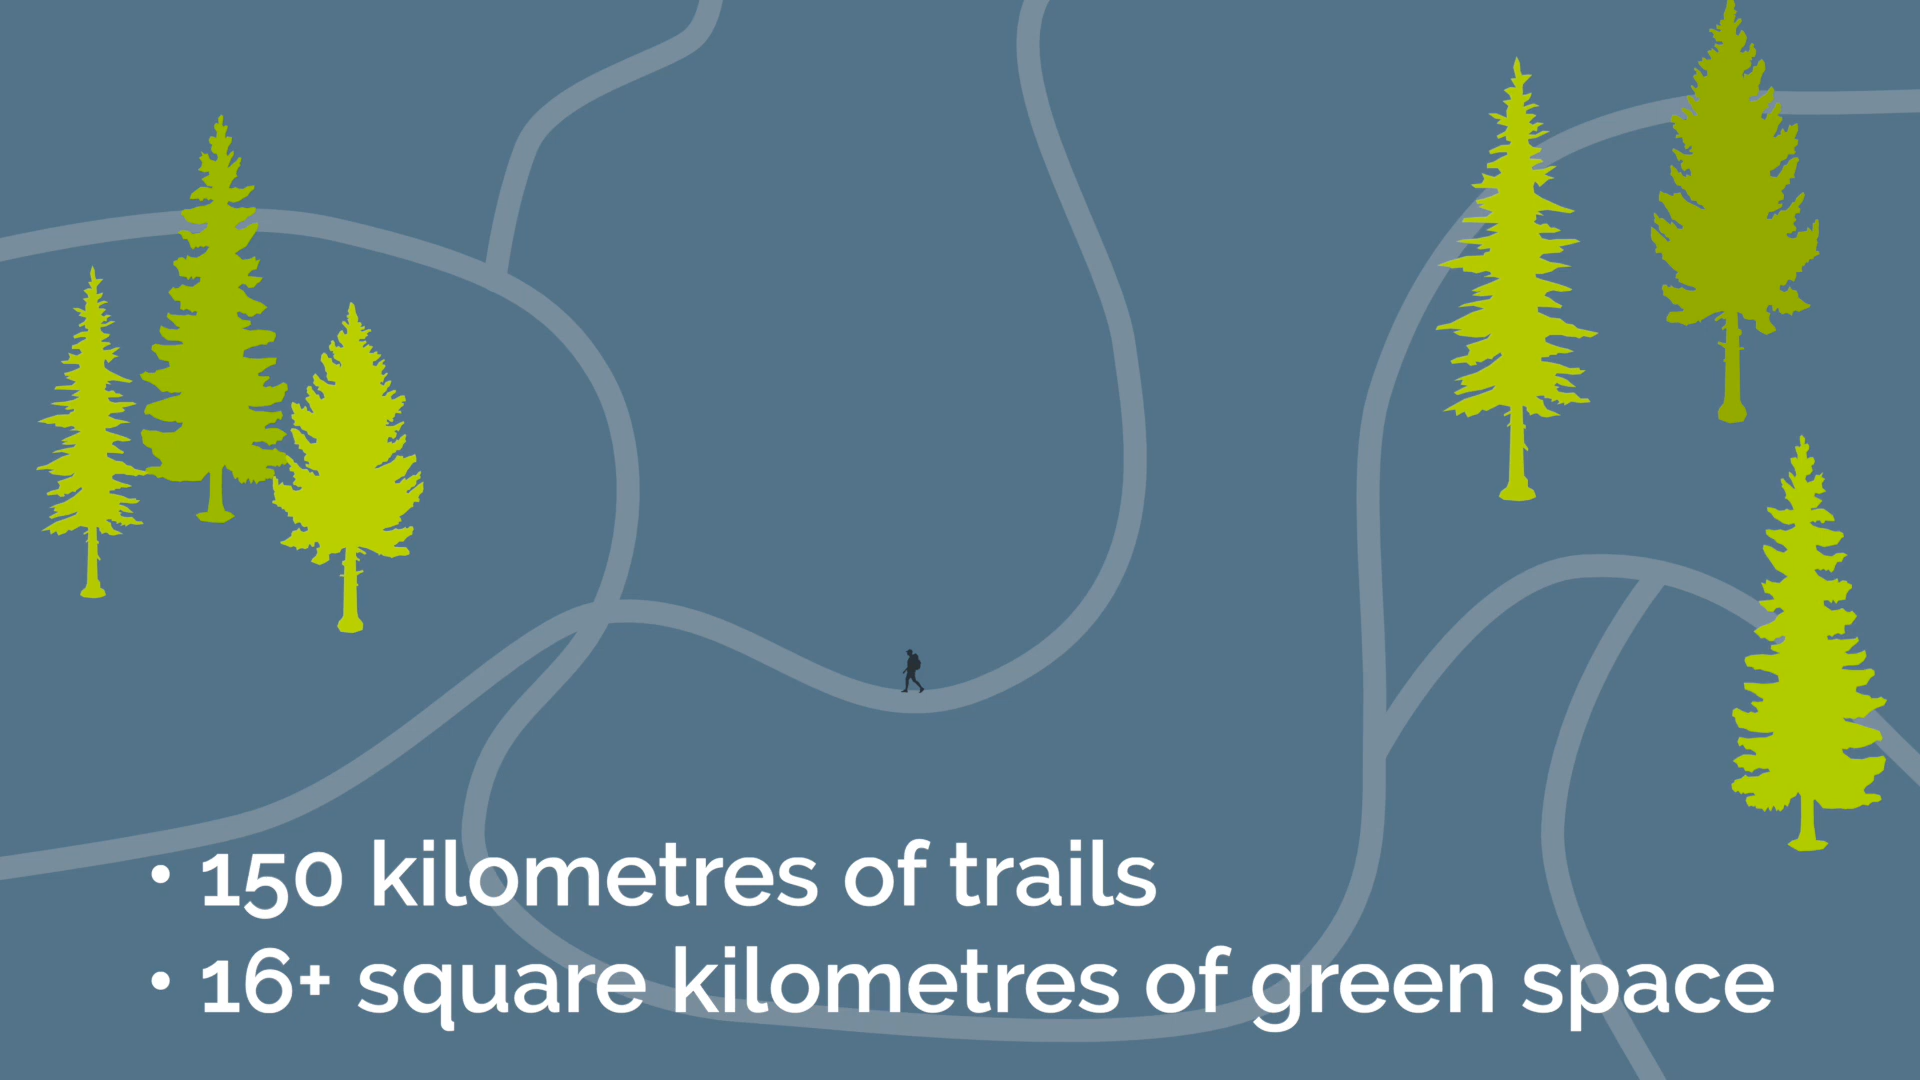 • 150 kilometres of trails
• 16+ square kilometres of green space